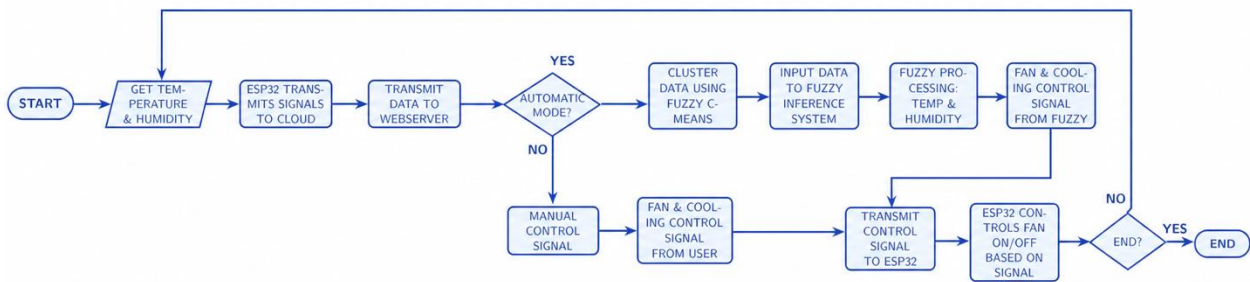 START
GET TEM-
PERATURE
& HUMIDITY
ESP32 TRANS-
MITS SIGNALS
TO CLOUD
TRANSMIT
DATA TO
WEBSERVER
YES
AUTOMATIC
MODE?
NO
CLUSTER
DATA USING
FUZZY C-
MEANS
INPUT DATA
TO FUZZY
INFERENCE
SYSTEM
FUZZY PRO-
CESSING:
TEMP &
HUMIDITY
FAN & COOL-
ING CONTROL
SIGNAL
FROM FUZZY
MANUAL
CONTROL
SIGNAL
FAN & COOL-
ING CONTROL
SIGNAL
FROM USER
TRANSMIT
CONTROL
SIGNAL
TO ESP32
ESP32 CON-
TROLS FAN
ON/OFF
BASED ON
SIGNAL
NO
END?
YES
END